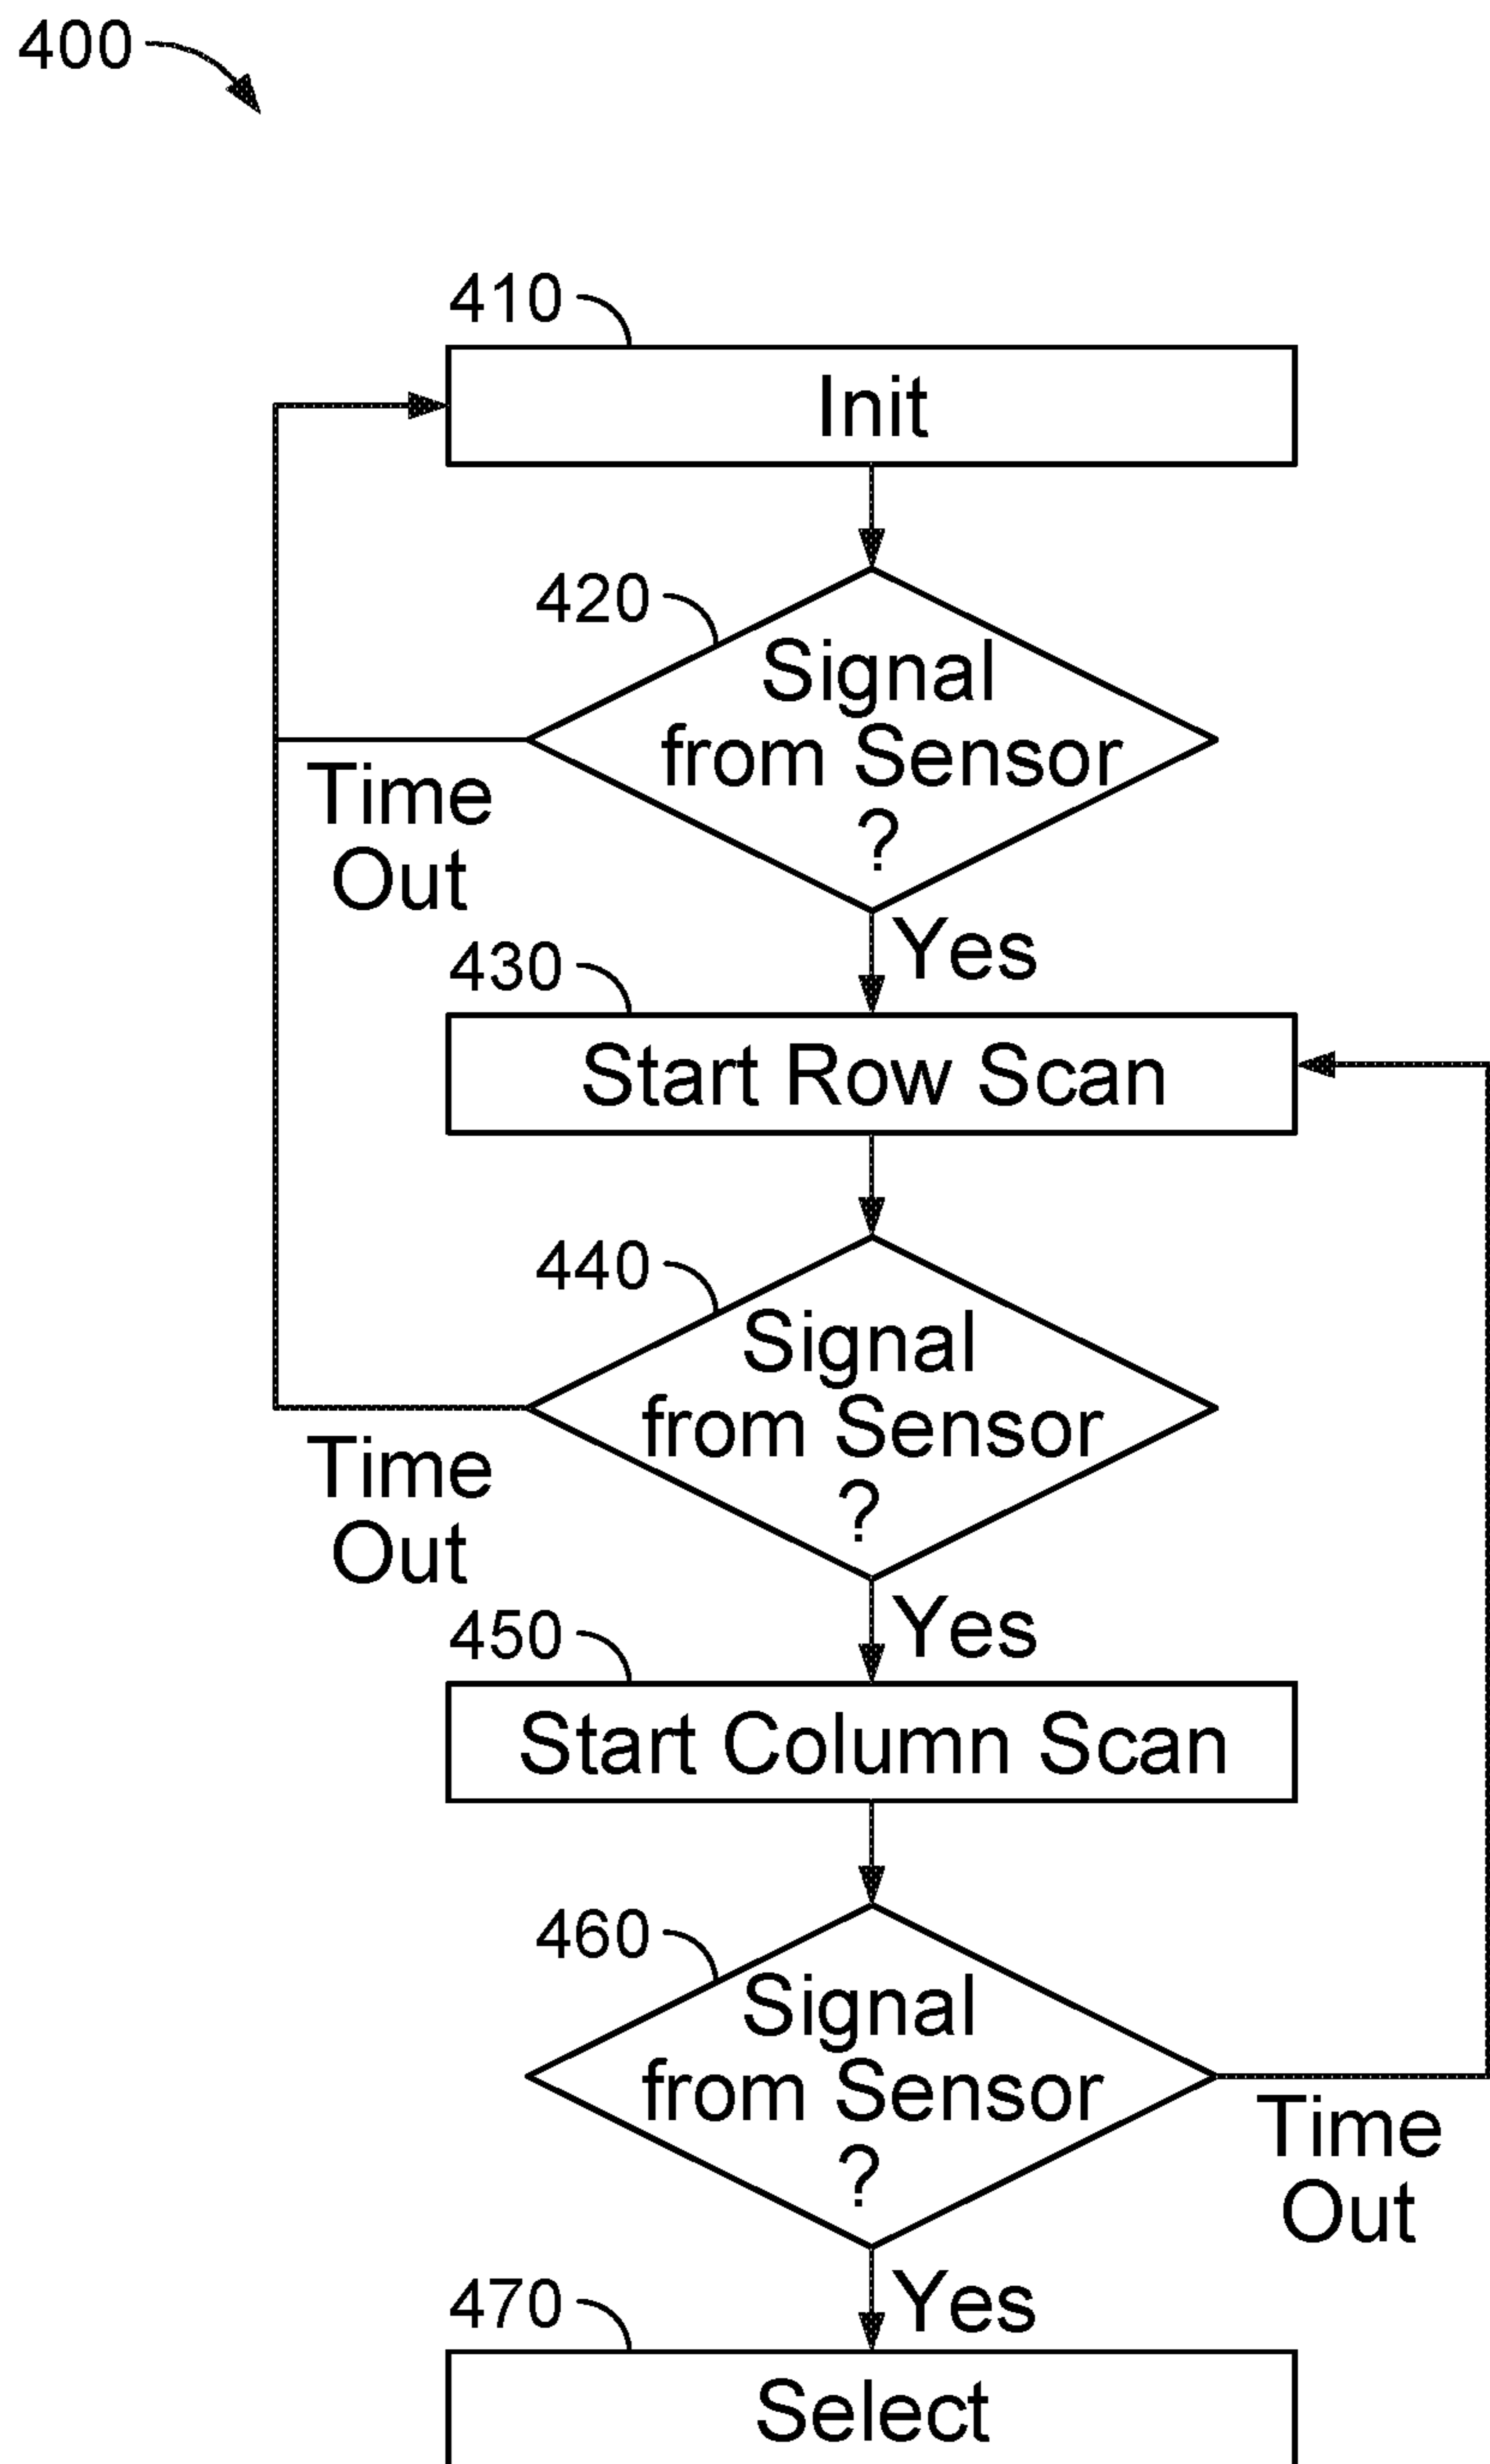 400
410
Init
420
Signal
from Sensor
?
Time
Out
Yes
430
Start Row Scan
440
Signal
from Sensor
?
Time
Out
Yes
450
Start Column Scan
460
Signal
from Sensor
?
Time
Out
Yes
470
Select